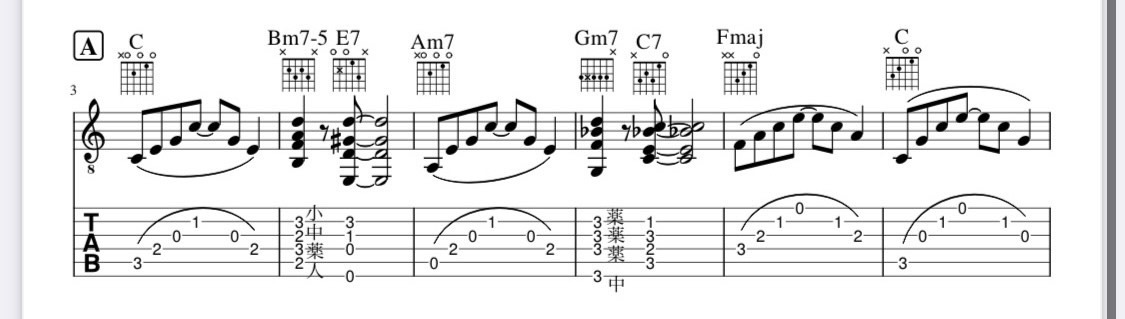 A C Bm7-5 E7 Am7 Gm7 C7 Fmaj C
3
8
小 薬 0 0
T 1 3 3 1 3 1 1 1 1 1
A 0 0 2 中 1 0 0 3 薬 3 2 2 0 0
2 2 3 薬 0 2 2 3 薬 2 3
B 3 2 0 3 3
人 0 3 中